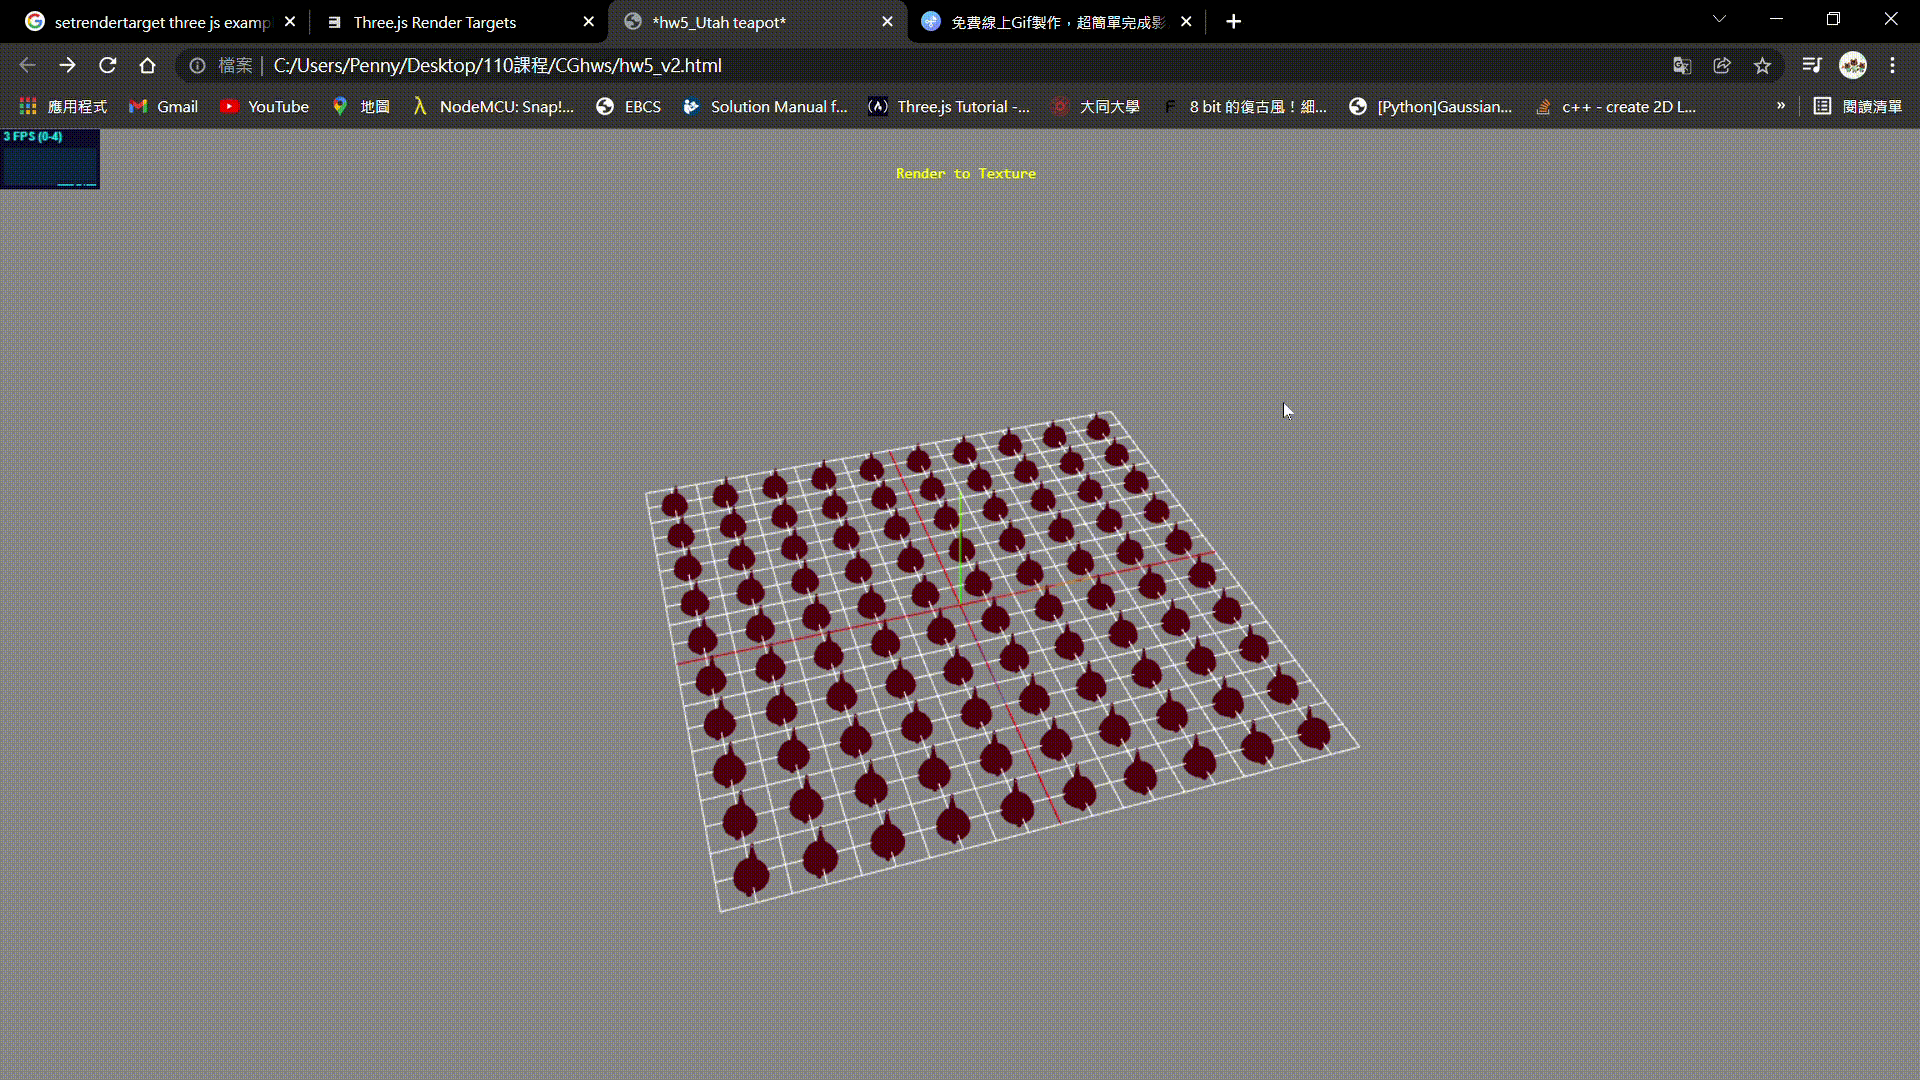 setrendertarget three js examp
Three.js Render Targets
*hw5_Utah teapot*
免費線上Gif製作，超簡單完成影
檔案 | C:/Users/Penny/Desktop/110課程/CGhws/hw5_v2.html
應用程式
Gmail
YouTube
地圖
NodeMCU: Snap!...
EBCS
Solution Manual f...
Three.js Tutorial -...
大同大學
8 bit 的復古風！細...
[Python]Gaussian...
c++ - create 2D L...
»
閱讀清單
3 FPS (0-4)
Render to Texture